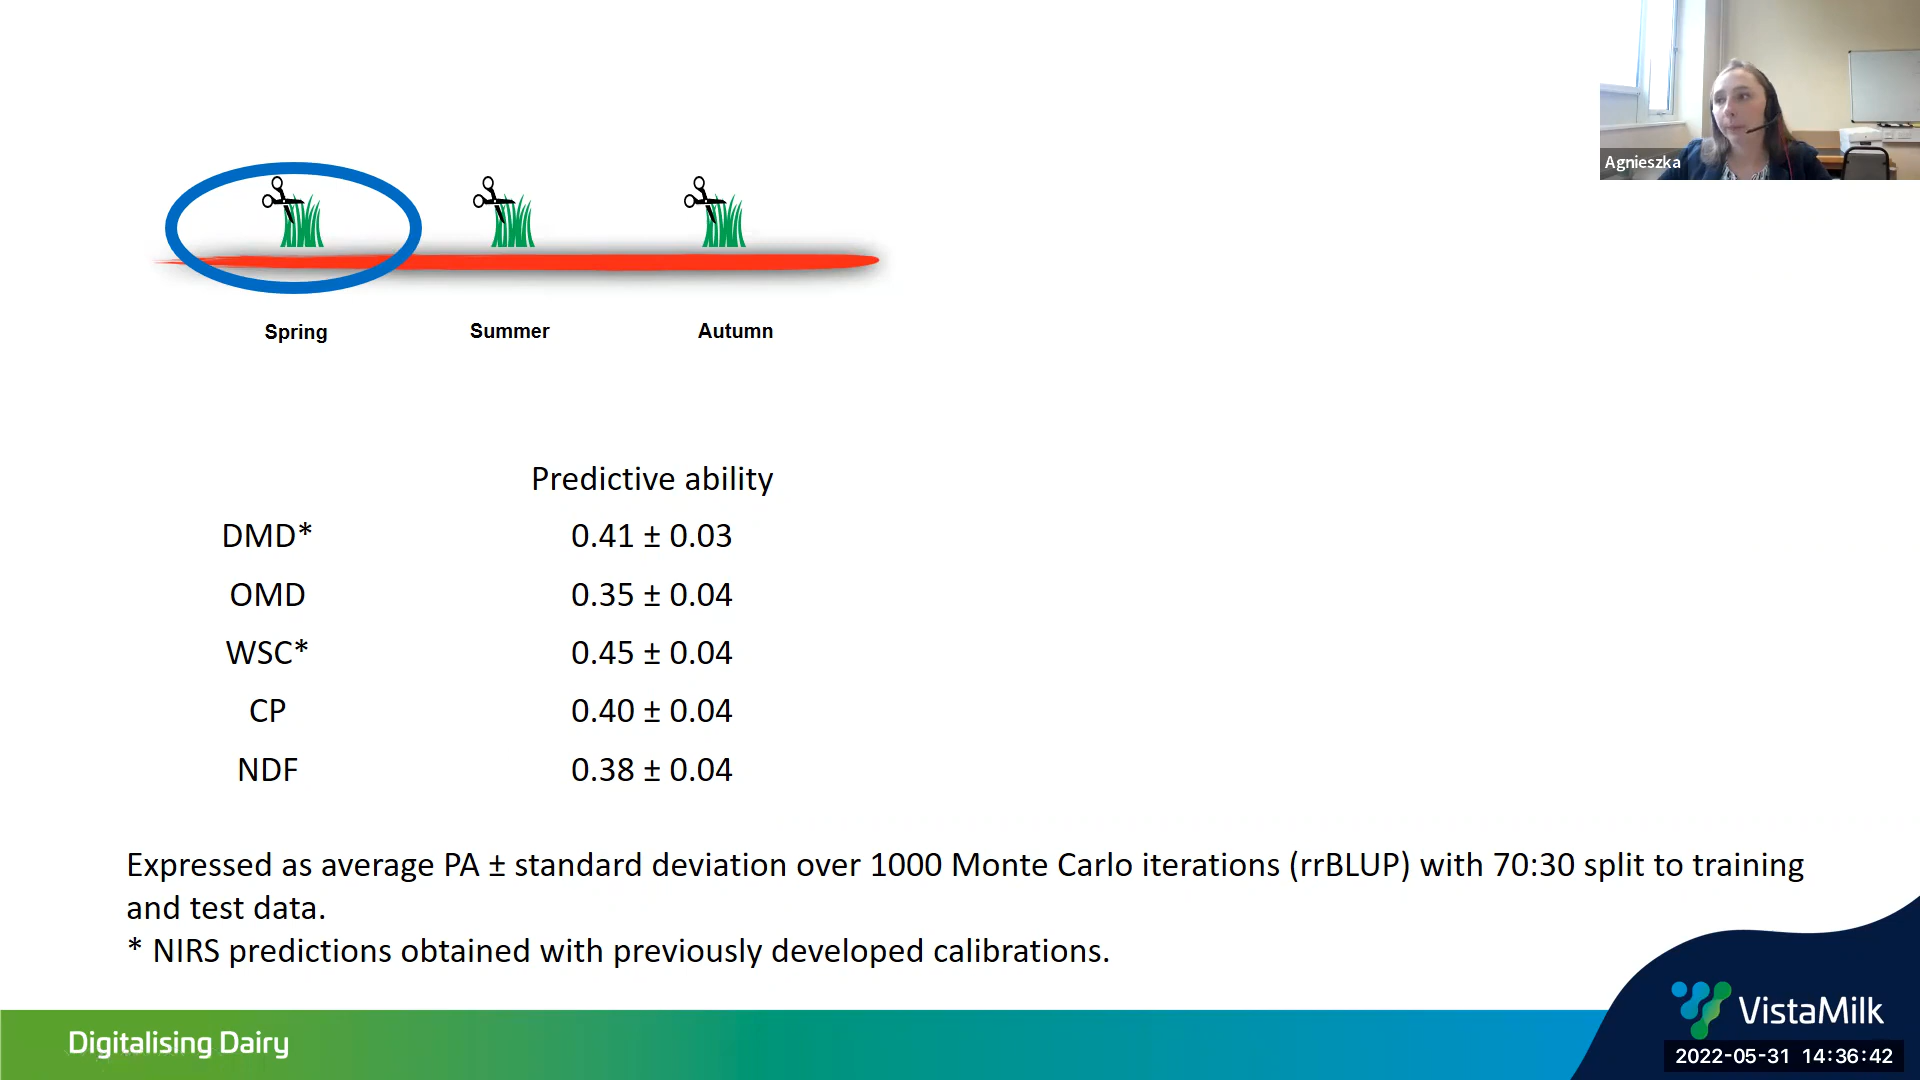 Agnieszka
Spring Summer Autumn
Predictive ability
DMD* 0.41 ± 0.03
OMD 0.35 ± 0.04
WSC* 0.45 ± 0.04
CP 0.40 ± 0.04
NDF 0.38 ± 0.04
Expressed as average PA ± standard deviation over 1000 Monte Carlo iterations (rrBLUP) with 70:30 split to training
and test data.
* NIRS predictions obtained with previously developed calibrations.
Digitalising Dairy
VistaMilk
2022-05-31 14:36:42